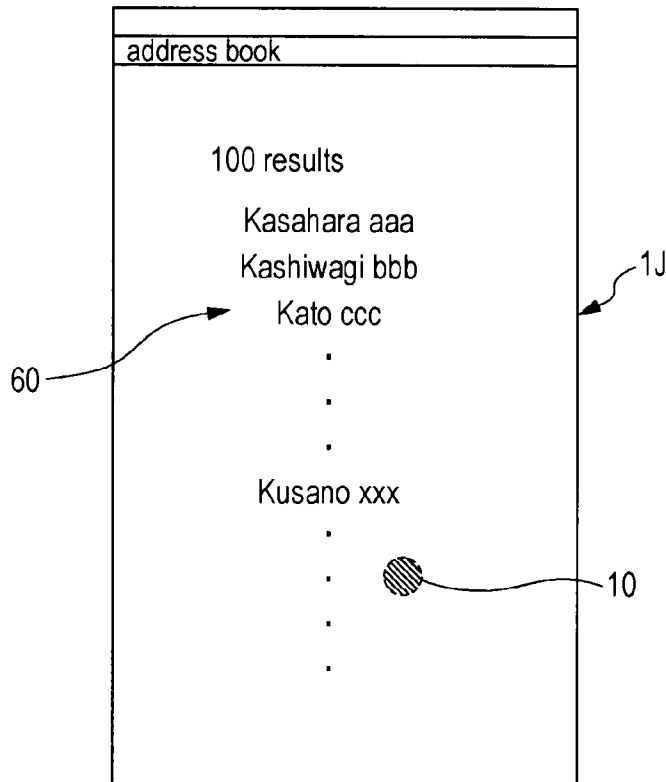 address book
100 results
Kasahara aaa
Kashiwagi bbb
1J
Kato ccc
60
Kusano xxx
10